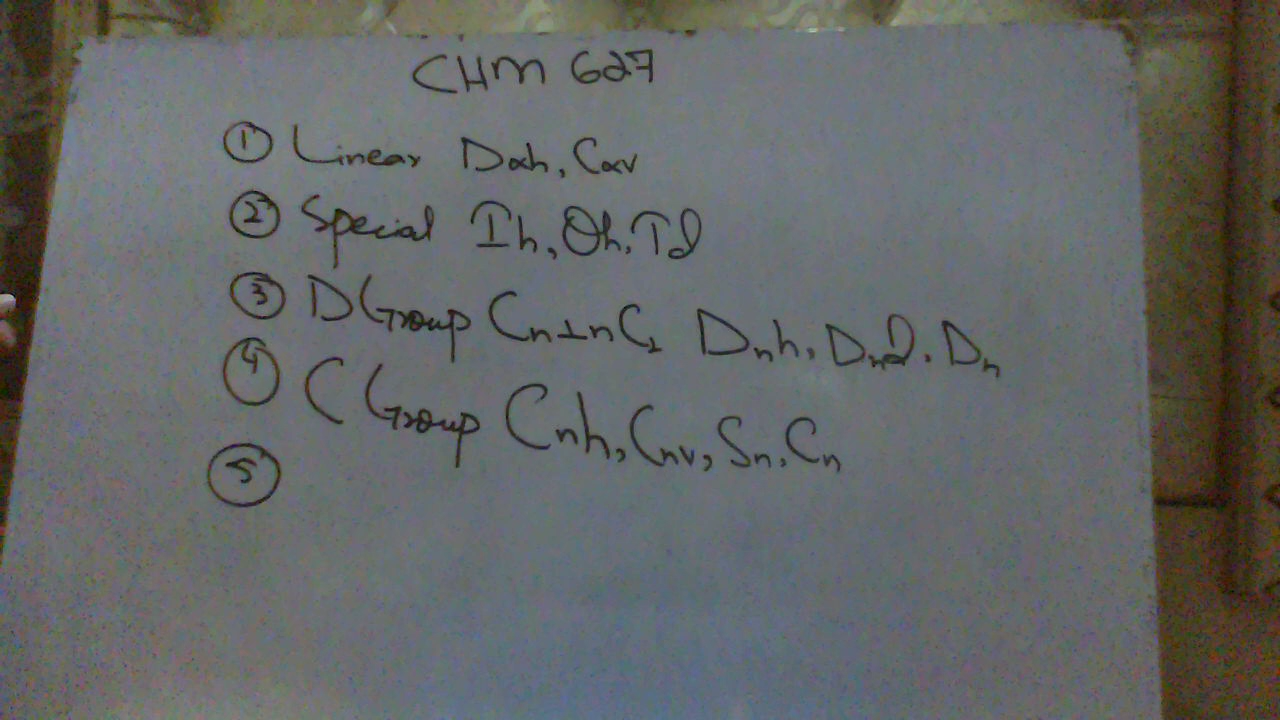 CHM 627
① Linear D∝h, C∝v
② Special Ih, Oh, Td
③ D Group Cn⊥nC₂ Dnh, Dnd, Dn
④ C Group Cnh, Cnv, Sn, Cn
⑤